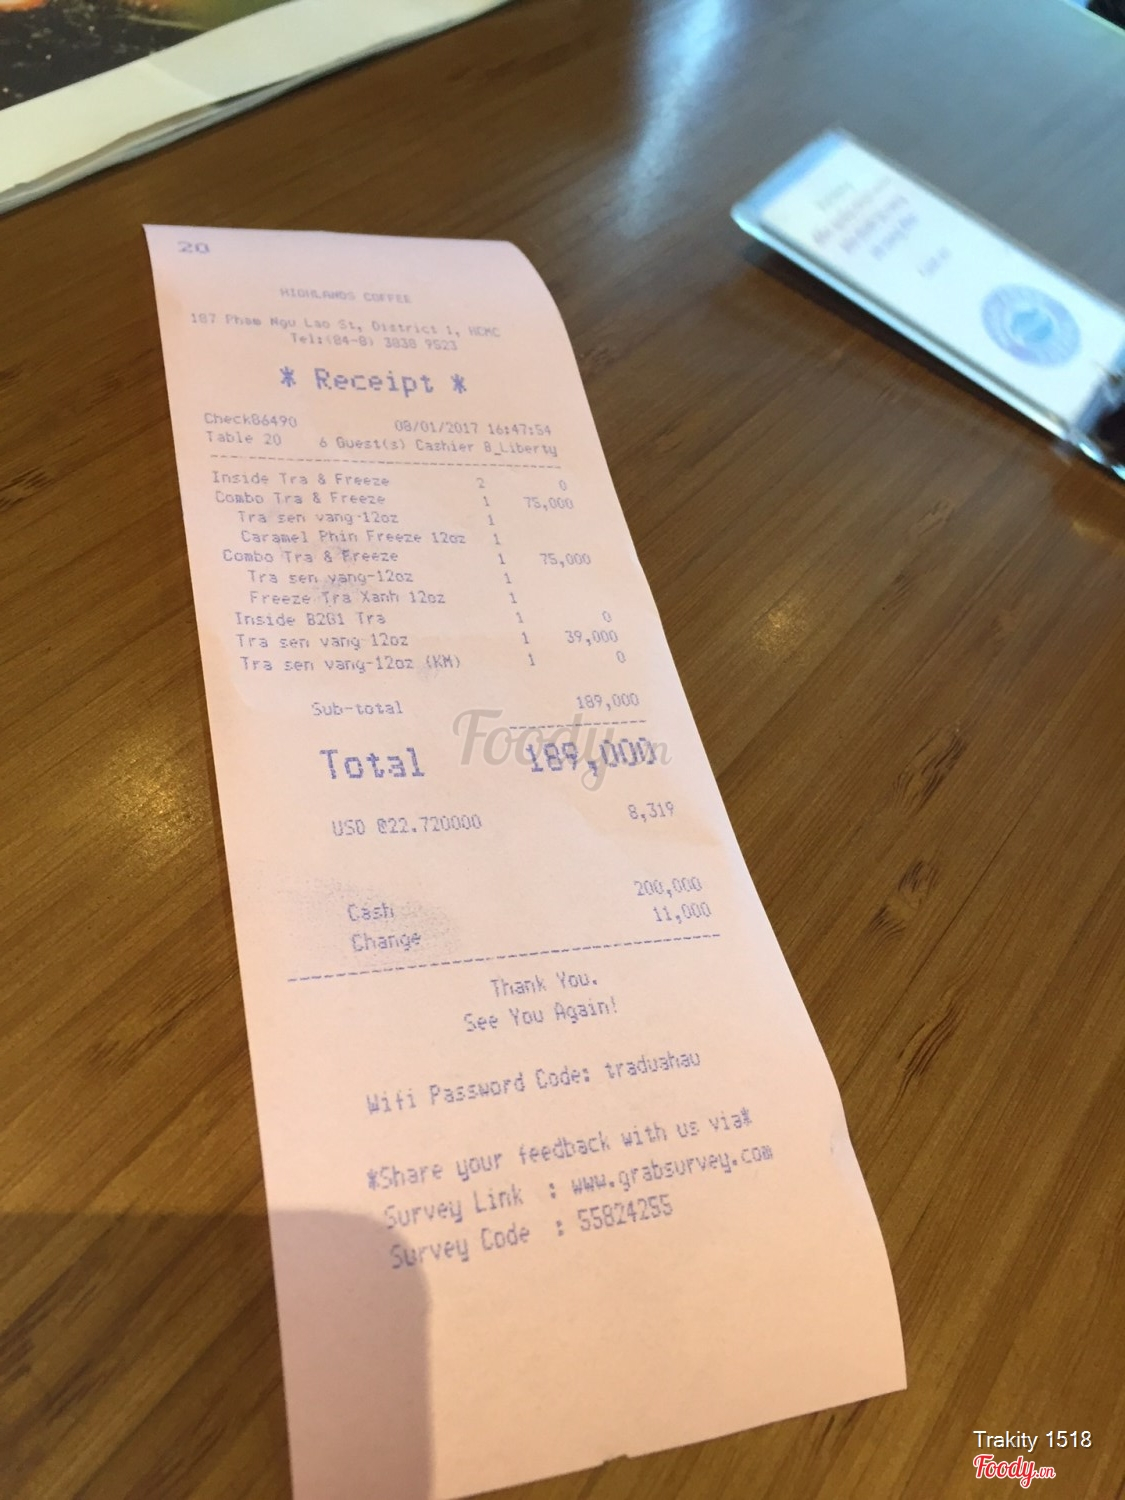 20
HIGHLANDS COFFEE
187 Pham Ngu Lao St, District 1, HCMC
Tel:(84-8) 3838 9523
* Receipt *
Check86490 08/01/2017 16:47:54
Table 20 6 Guest(s) Cashier 8_Liberty
Inside Tra & Freeze 2 0
Combo Tra & Freeze 1 75,000
Tra sen vang-12oz 1
Caramel Phin Freeze 12oz 1
Combo Tra & Freeze 1 75,000
Tra sen vang-12oz 1
Freeze Tra Xanh 12oz 1
Inside B2G1 Tra 1 0
Tra sen vang-12oz 1 39,000
Tra sen vang-12oz (KM) 1 0
Sub-total 189,000
Total 189,000
Foody.vn
USD @22.720000 8,319
Cash 200,000
Change 11,000
Thank You.
See You Again!
Wifi Password Code: traduahau
*Share your feedback with us via*
Survey Link : www.grabsurvey.com
Survey Code : 55824255
Trakity 1518
Foody.vn